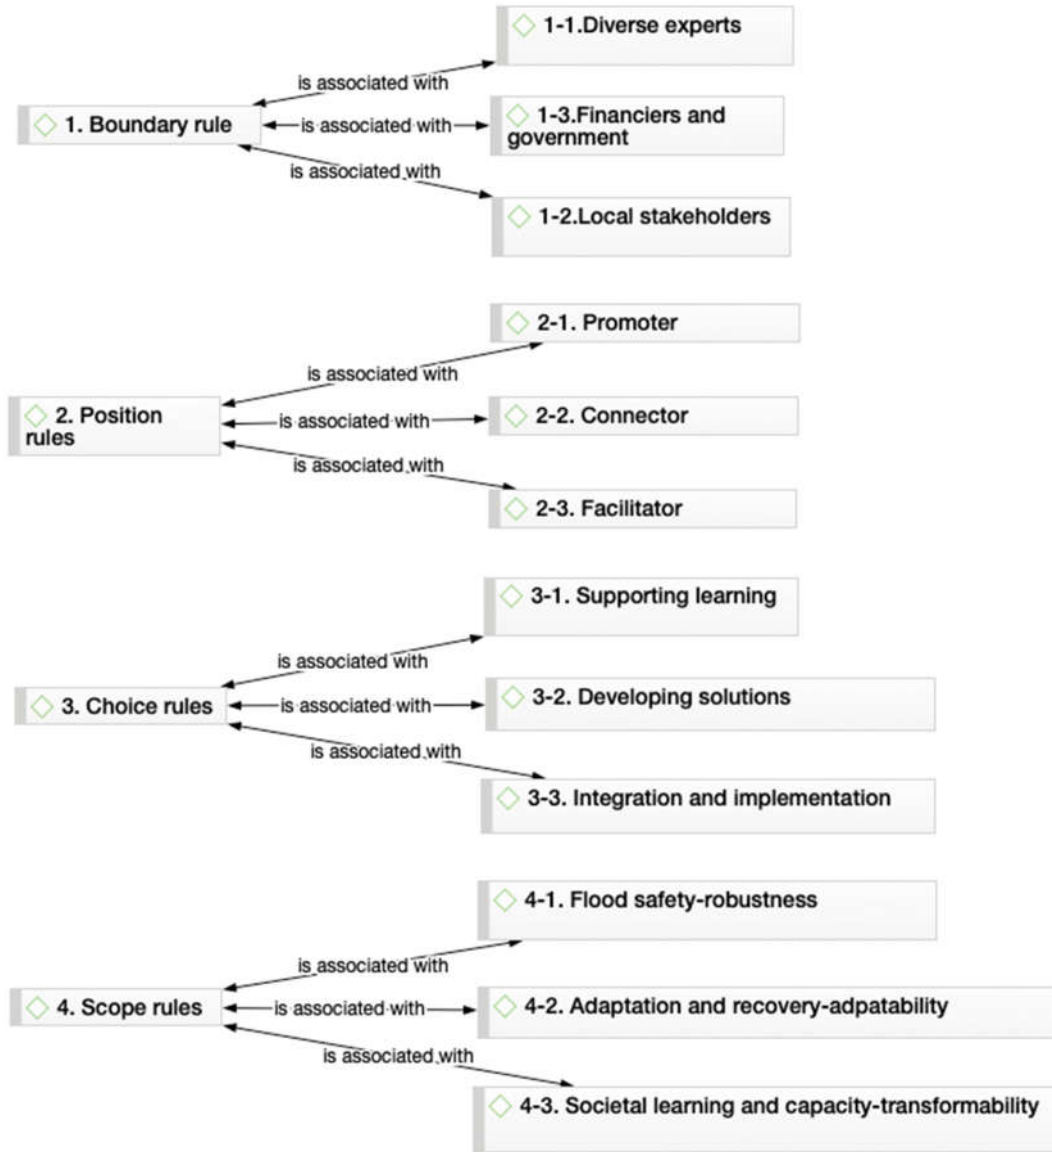 1-1.Diverse experts
is associated with
1. Boundary rule
is associated with
1-3.Financiers and
government
is associated with
1-2.Local stakeholders
2-1. Promoter
is associated with
2. Position
rules
is associated with
2-2. Connector
is associated with
2-3. Facilitator
3-1. Supporting learning
is associated with
3. Choice rules
is associated with
3-2. Developing solutions
is associated with
3-3. Integration and implementation
4-1. Flood safety-robustness
is associated with
4. Scope rules
is associated with
4-2. Adaptation and recovery-adpatability
is associated with
4-3. Societal learning and capacity-transformability